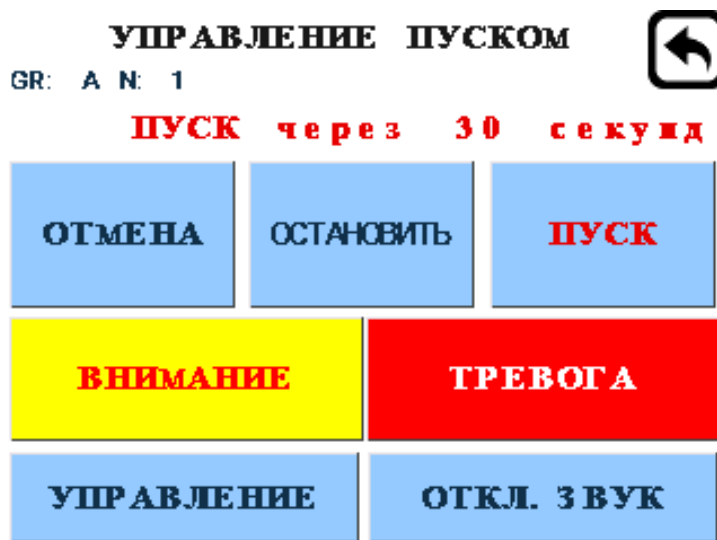 УПРАВЛЕНИЕ ПУСКОМ
GR: A N: 1
ПУСК через 30 секунд
ОТМЕНА ОСТАНОВИТЬ ПУСК
ВНИМАНИЕ ТРЕВОГА
УПРАВЛЕНИЕ ОТКЛ. ЗВУК